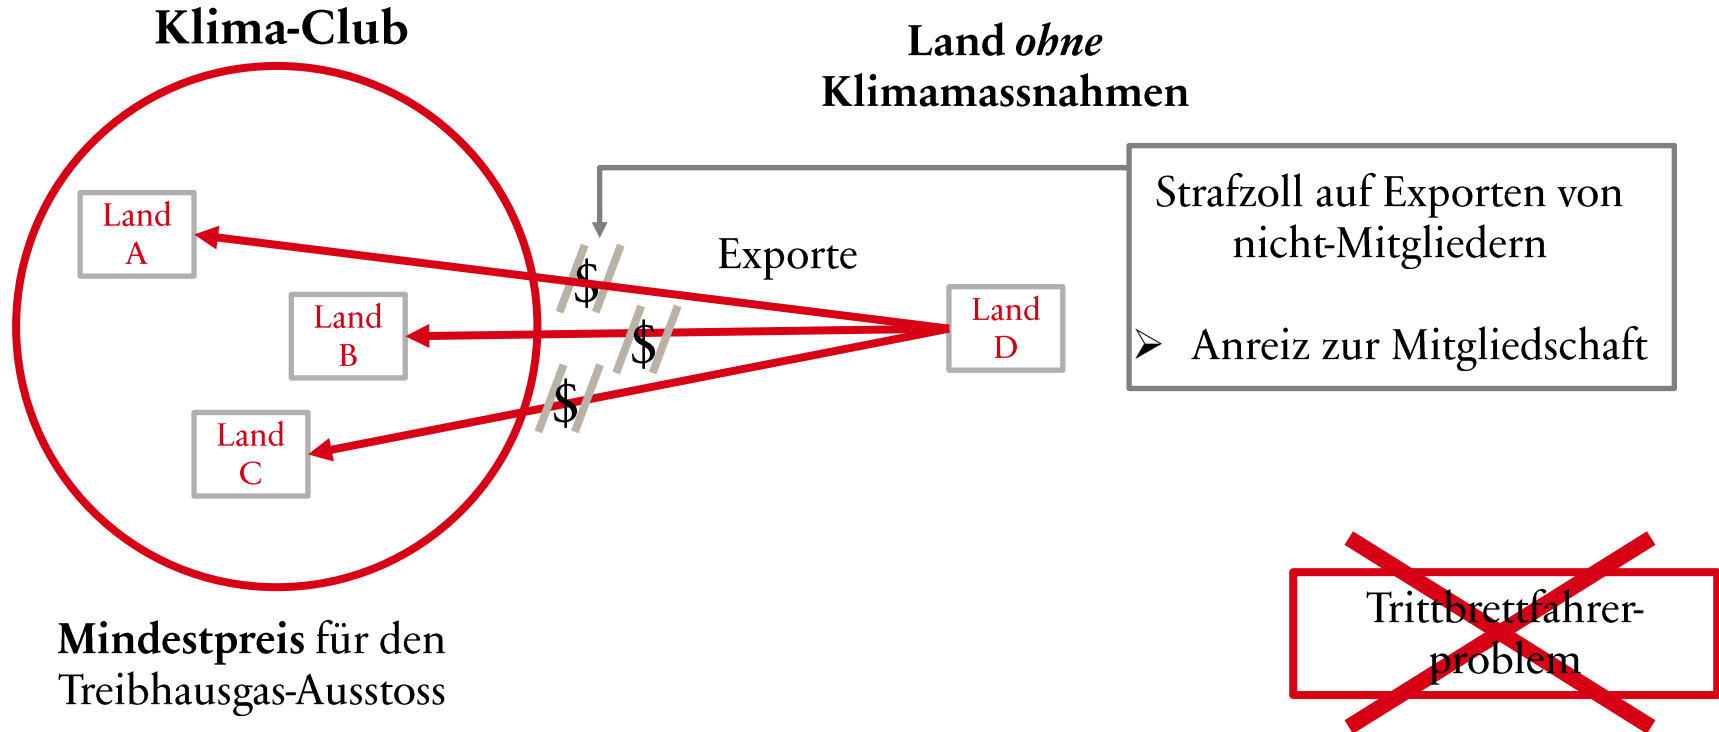 Klima-Club
Land ohne
Klimamassnahmen
Strafzoll auf Exporten von
nicht-Mitgliedern
➢ Anreiz zur Mitgliedschaft
Land
A
Land
B
Land
C
$
$
$
Exporte
Land
D
Mindestpreis für den
Treibhausgas-Ausstoss
Trittbrettfahrer-
problem